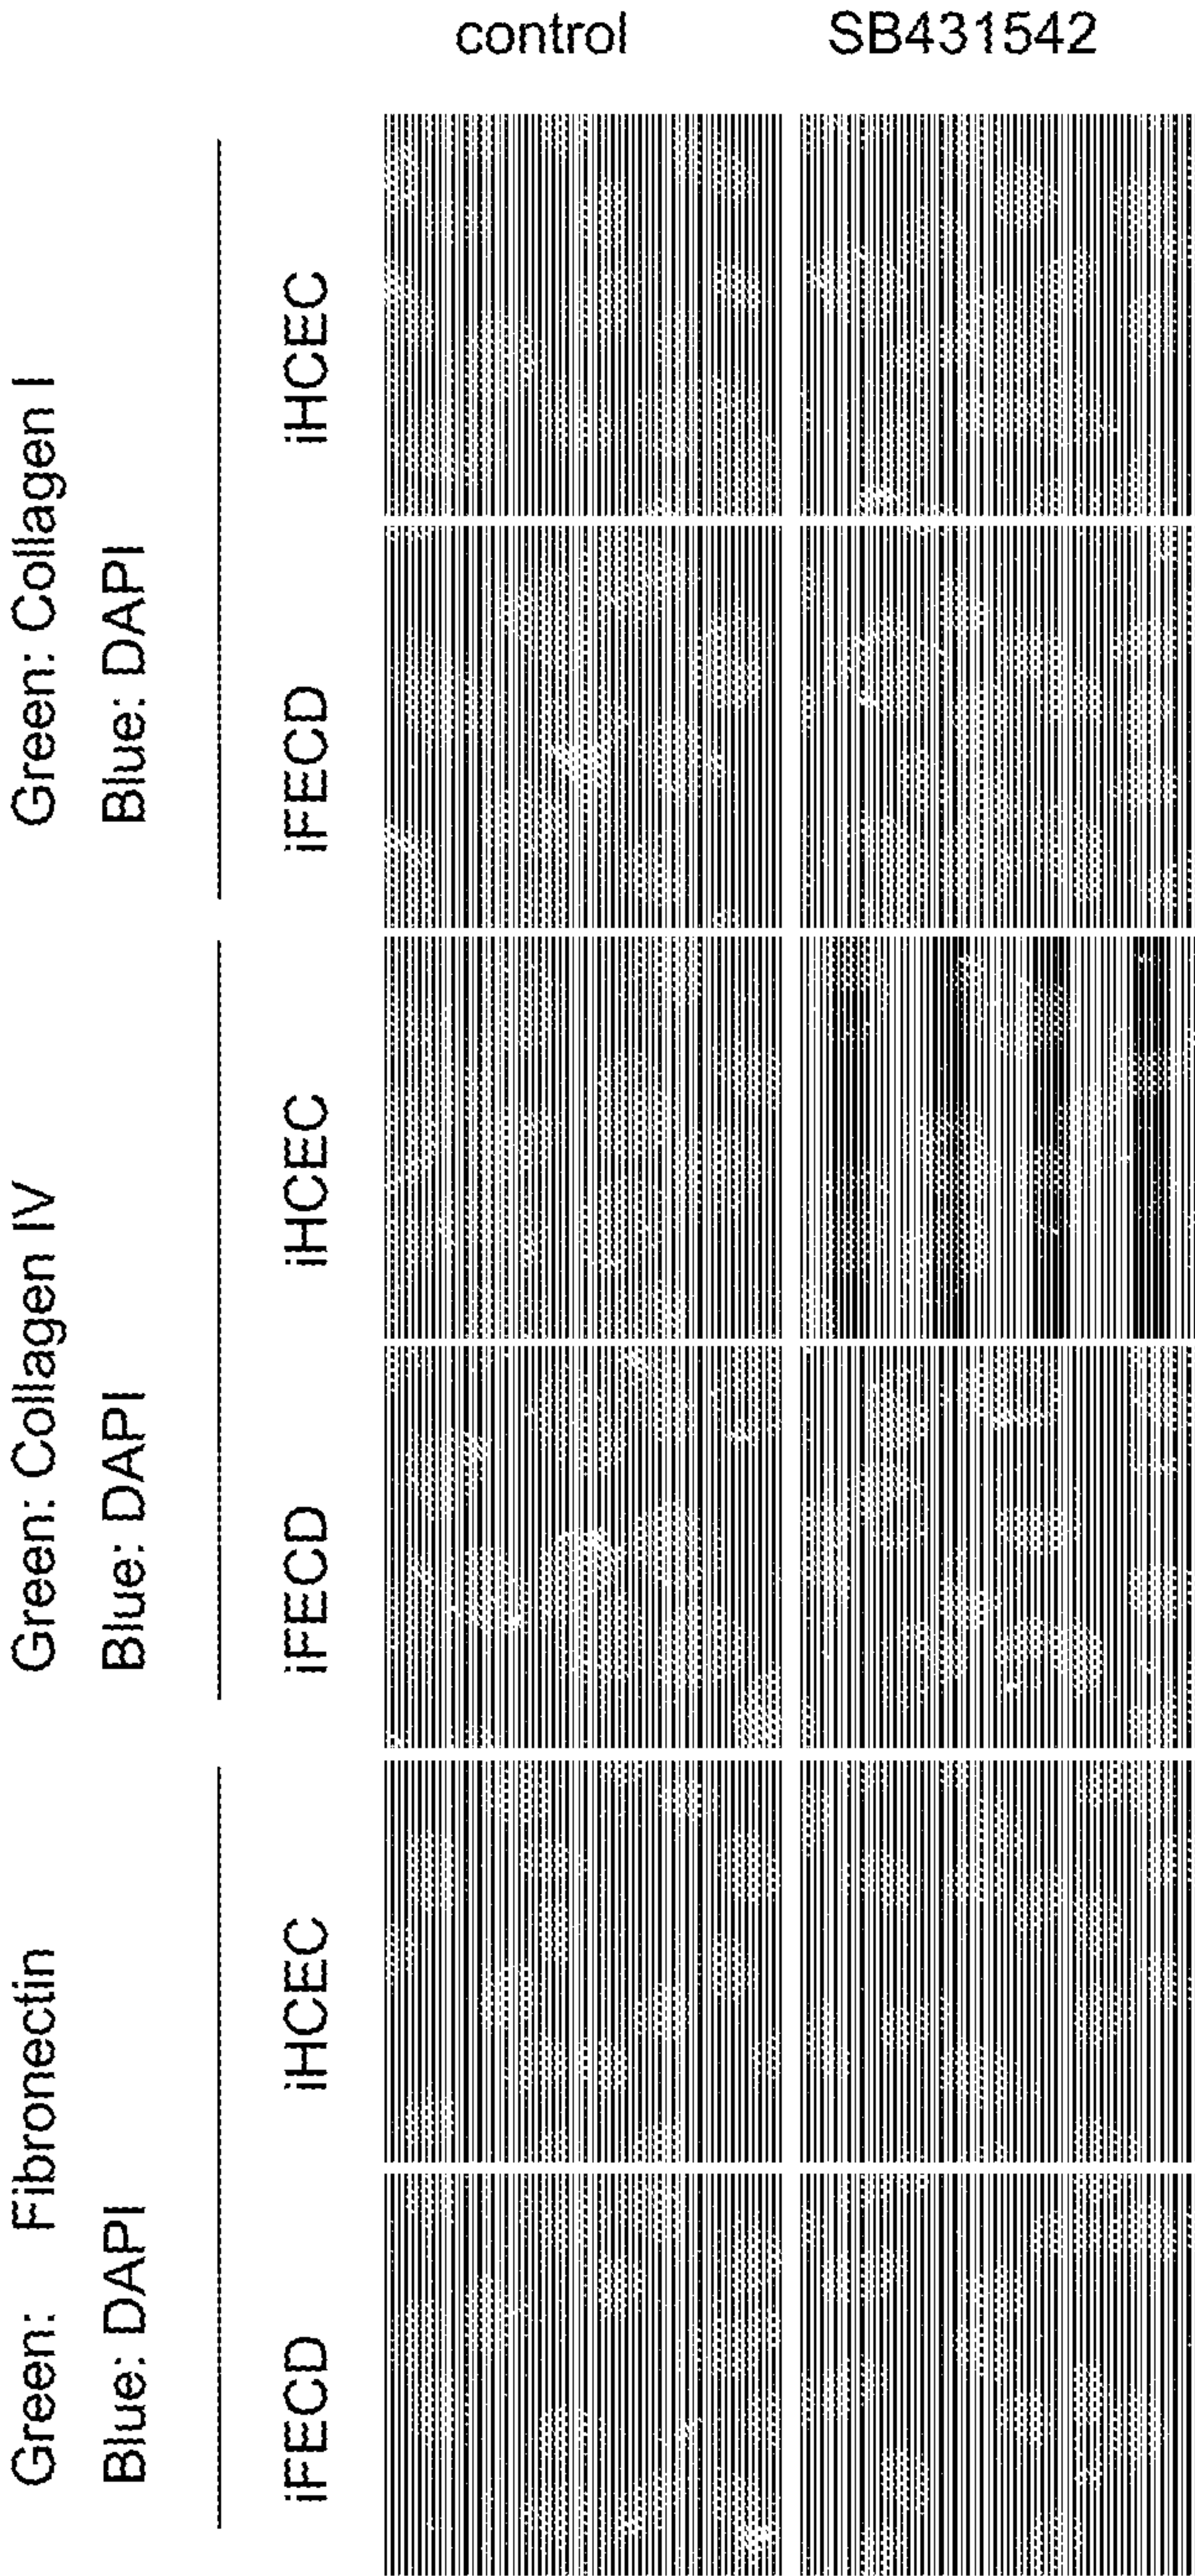 control SB431542
Green: Collagen I
Blue: DAPI
iHCEC
iFECD
Green: Collagen IV
Blue: DAPI
iHCEC
iFECD
Green: Fibronectin
Blue: DAPI
iHCEC
iFECD